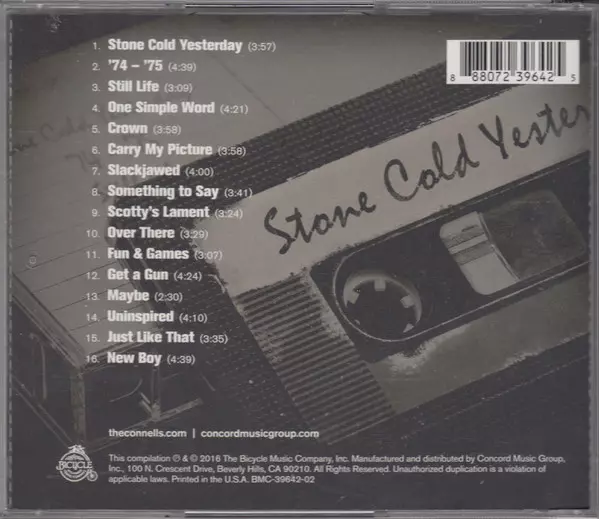 1. Stone Cold Yesterday (3:57)
2. '74 – '75 (4:39)
3. Still Life (3:09)
4. One Simple Word (4:21)
5. Crown (3:58)
6. Carry My Picture (3:58)
7. Slackjawed (4:00)
8. Something to Say (3:41)
9. Scotty's Lament (3:24)
10. Over There (3:29)
11. Fun & Games (3:07)
12. Get a Gun (4:24)
13. Maybe (2:30)
14. Uninspired (4:10)
15. Just Like That (3:35)
16. New Boy (4:39)
8 88072 39642 5
Stone Cold
'74
Stone Cold Yester
theconnells.com | concordmusicgroup.com
BICYCLE
This compilation ℗ & © 2016 The Bicycle Music Company, Inc. Manufactured and distributed by Concord Music Group,
Inc., 100 N. Crescent Drive, Beverly Hills, CA 90210. All Rights Reserved. Unauthorized duplication is a violation of
applicable laws. Printed in the U.S.A. BMC-39642-02